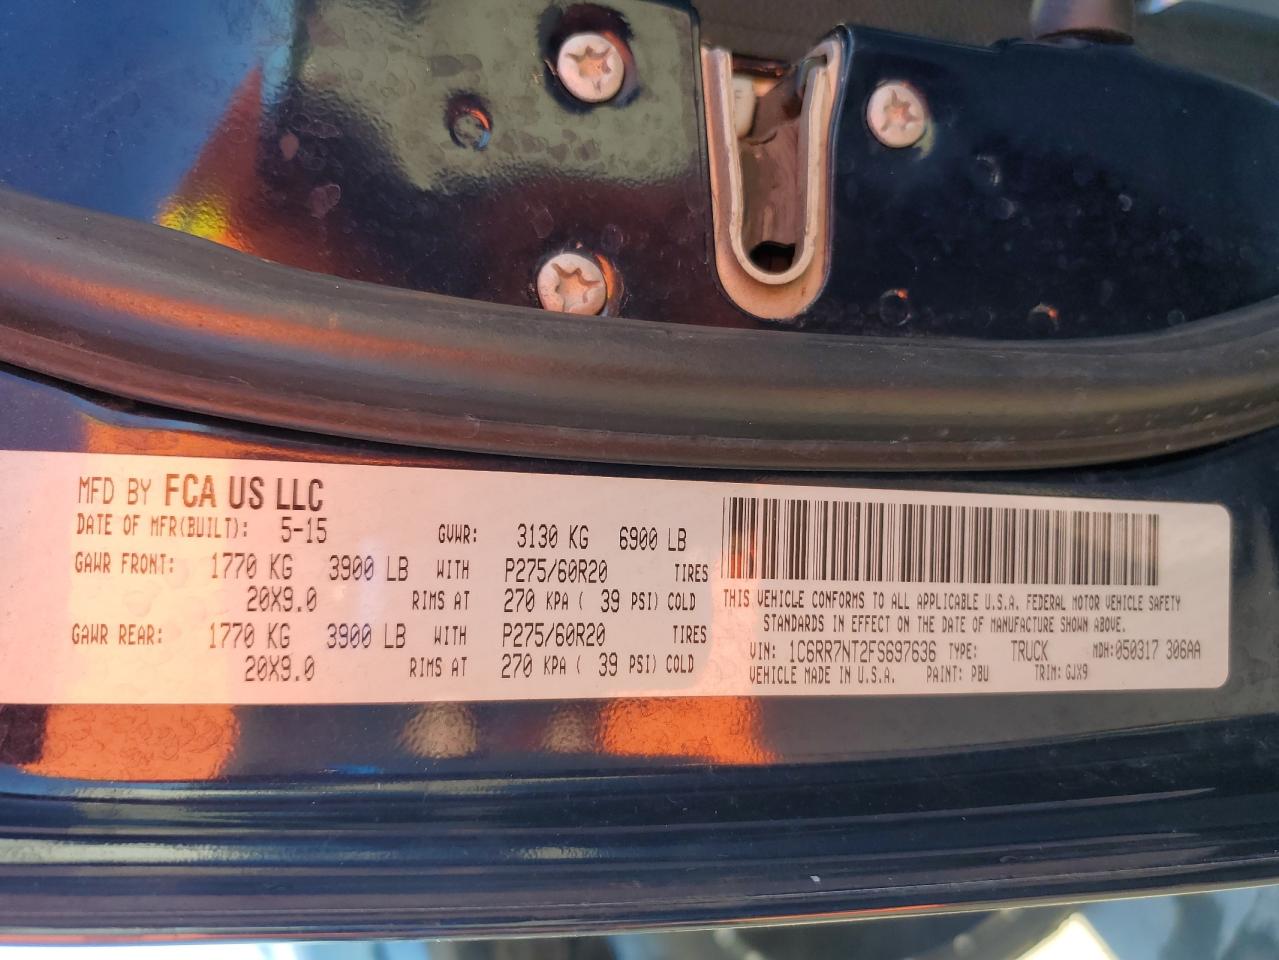 MFD BY FCA US LLC
DATE OF MFR(BUILT): 5-15 GVWR: 3130 KG 6900 LB
GAWR FRONT: 1770 KG 3900 LB WITH P275/60R20 TIRES
20X9.0 RIMS AT 270 KPA ( 39 PSI) COLD
GAWR REAR: 1770 KG 3900 LB WITH P275/60R20 TIRES
20X9.0 RIMS AT 270 KPA ( 39 PSI) COLD
THIS VEHICLE CONFORMS TO ALL APPLICABLE U.S.A. FEDERAL MOTOR VEHICLE SAFETY
STANDARDS IN EFFECT ON THE DATE OF MANUFACTURE SHOWN ABOVE.
VIN: 1C6RR7NT2FS697636 TYPE: TRUCK MDH:050317 306AA
VEHICLE MADE IN U.S.A. PAINT: PBU TRIM: GJX9